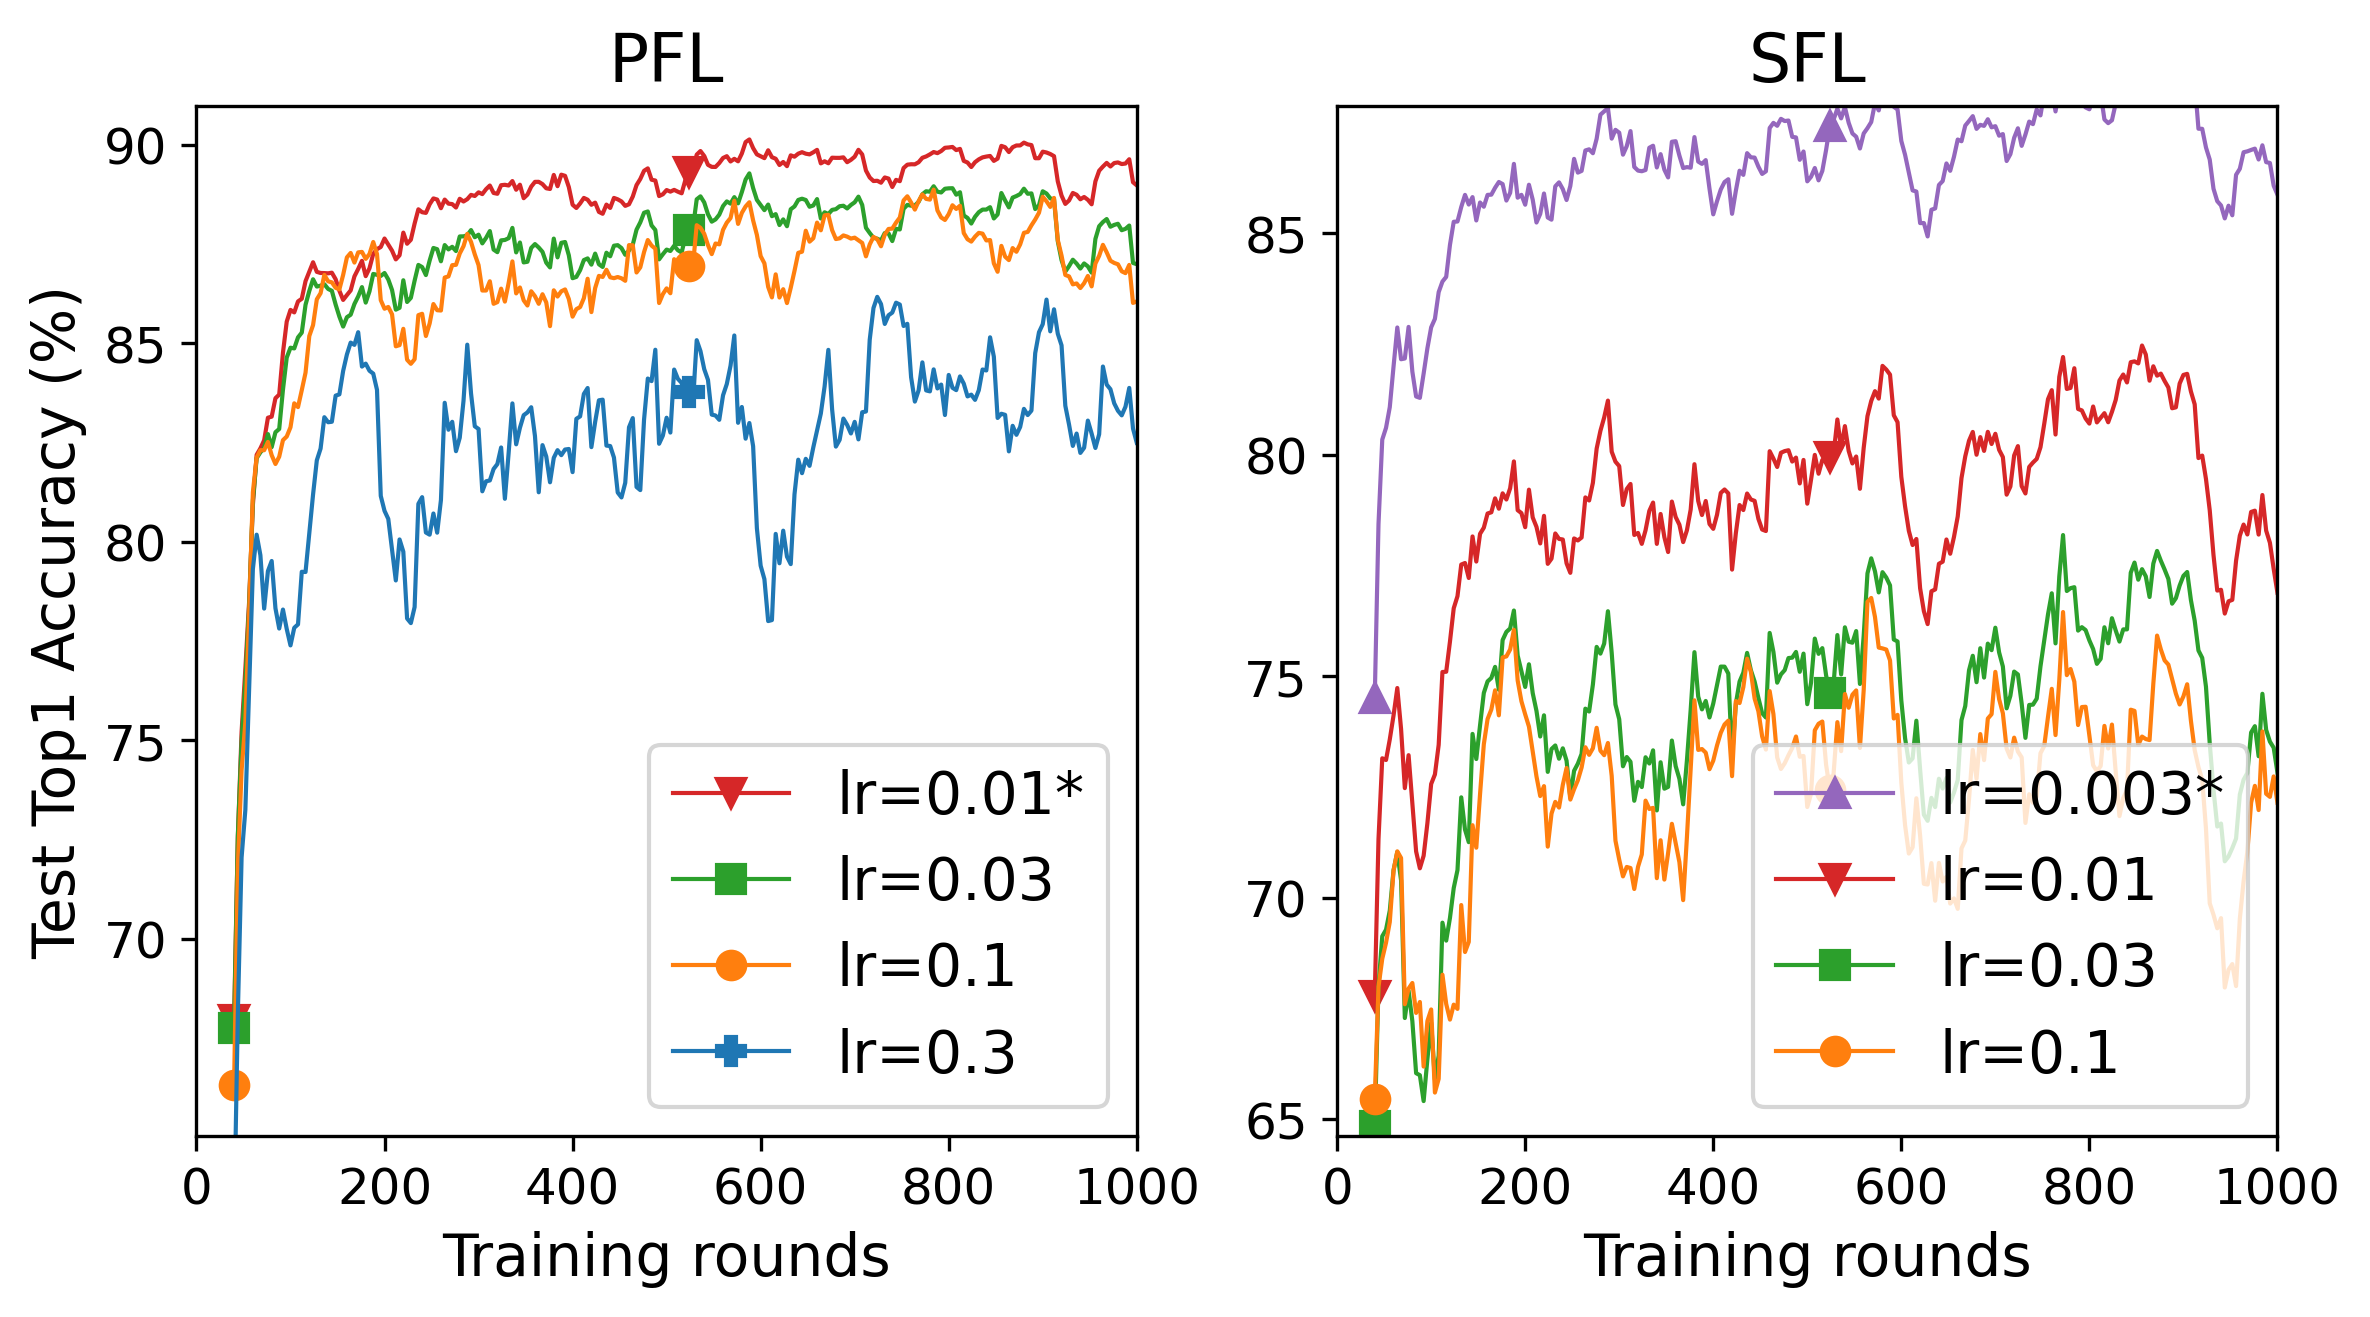 PFL
Test Top1 Accuracy (%)
90
85
80
75
70
0 200 400 600 800 1000
Training rounds
lr=0.01*
lr=0.03
lr=0.1
lr=0.3
SFL
85
80
75
70
65
0 200 400 600 800 1000
Training rounds
lr=0.003*
lr=0.01
lr=0.03
lr=0.1